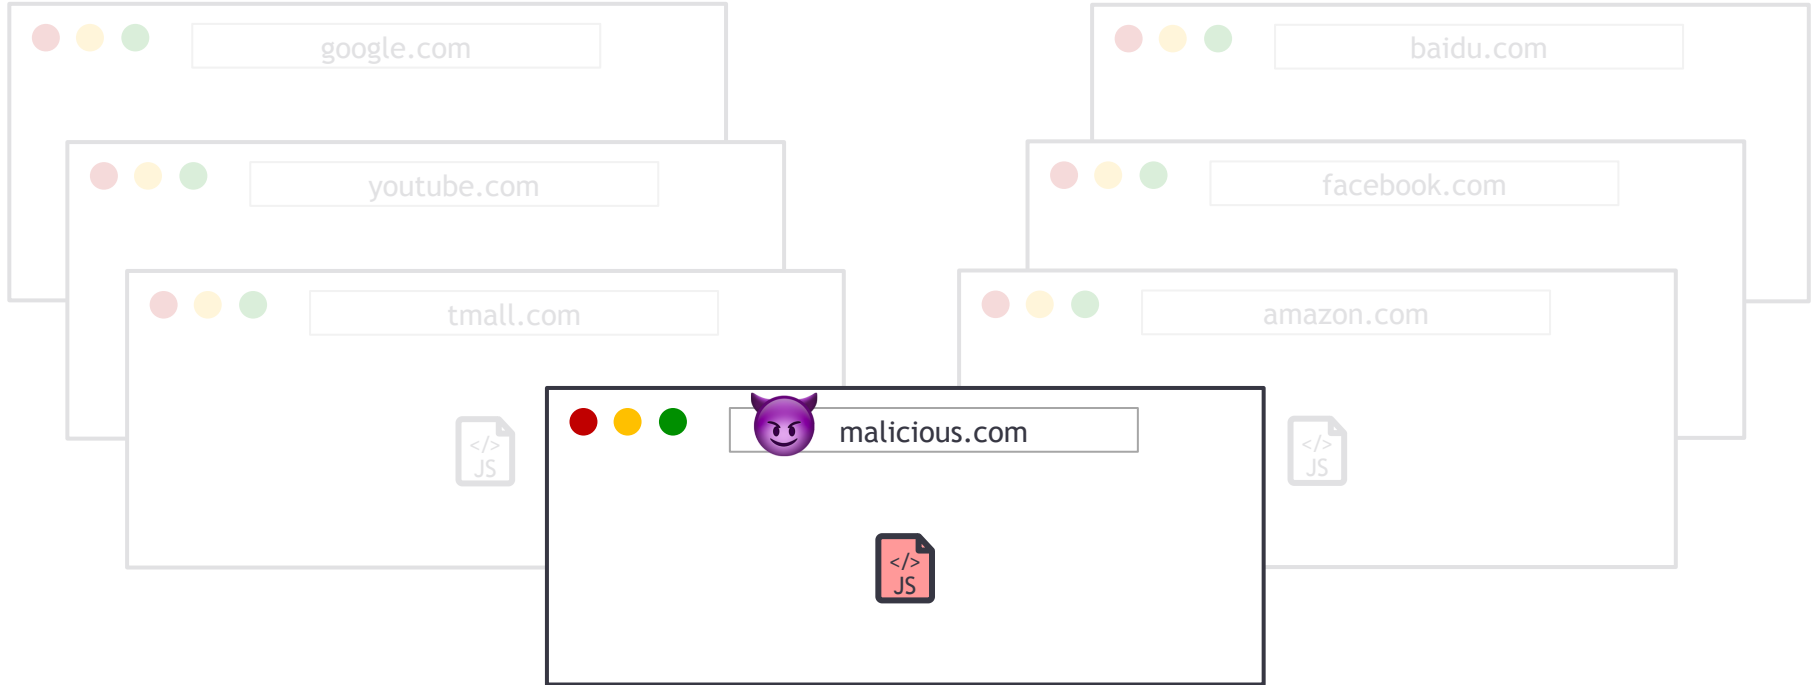 google.com
baidu.com
youtube.com
facebook.com
tmall.com
amazon.com
malicious.com
</>
JS
</>
JS
</>
JS